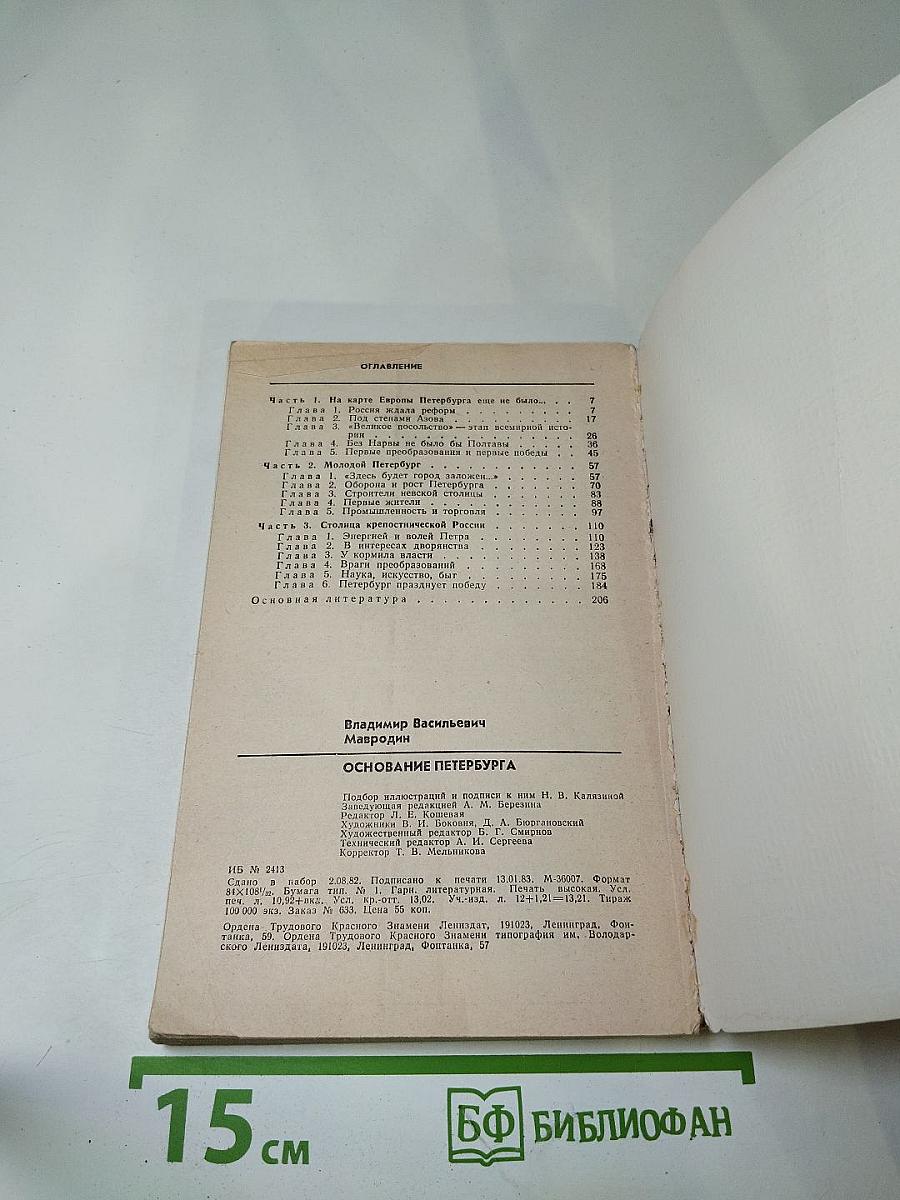 ОГЛАВЛЕНИЕ
Часть 1. На карте Европы Петербурга еще не было... . . 7
Глава 1. Россия ждала реформ . . . . . . . . . 7
Глава 2. Под стенами Азова . . . . . . . . . . 17
Глава 3. «Великое посольство» — этап всемирной исто-
рии . . . . . . . . . . . . . . . . 26
Глава 4. Без Нарвы не было бы Полтавы . . . . . 36
Глава 5. Первые преобразования и первые победы . . 45
Часть 2. Молодой Петербург . . . . . . . . . . . . 57
Глава 1. «Здесь будет город заложен...» . . . . . . 57
Глава 2. Оборона и рост Петербурга . . . . . . . 70
Глава 3. Строители невской столицы . . . . . . . 83
Глава 4. Первые жители . . . . . . . . . . . . 88
Глава 5. Промышленность и торговля . . . . . . . 97
Часть 3. Столица крепостнической России . . . . . . . 110
Глава 1. Энергией и волей Петра . . . . . . . . 110
Глава 2. В интересах дворянства . . . . . . . . 123
Глава 3. У кормила власти . . . . . . . . . . . 138
Глава 4. Враги преобразований . . . . . . . . . 168
Глава 5. Наука, искусство, быт . . . . . . . . . 175
Глава 6. Петербург празднует победу . . . . . . . 184
Основная литература . . . . . . . . . . . . . 206
Владимир Васильевич
Мавродин
ОСНОВАНИЕ ПЕТЕРБУРГА
Подбор иллюстраций и подписи к ним Н. В. Калязиной
Заведующая редакцией А. М. Березина
Редактор Л. Е. Кошевая
Художники В. И. Боковня, Д. А. Бюргановский
Художественный редактор Б. Г. Смирнов
Технический редактор А. И. Сергеева
Корректор Т. В. Мельникова
ИБ № 2413
Сдано в набор 2.08.82. Подписано к печати 13.01.83. М-36007. Формат
84×108¹/₃₂. Бумага тип. № 1. Гарн. литературная. Печать высокая. Усл.
печ. л. 10,92+вкл. Усл. кр.-отт. 13,02. Уч.-изд. л. 12+1,21=13,21. Тираж
100 000 экз. Заказ № 633. Цена 55 коп.
Ордена Трудового Красного Знамени Лениздат, 191023, Ленинград, Фон-
танка, 59. Ордена Трудового Красного Знамени типография им. Володар-
ского Лениздата, 191023, Ленинград, Фонтанка, 57
15 см
БФ БИБЛИОФАН